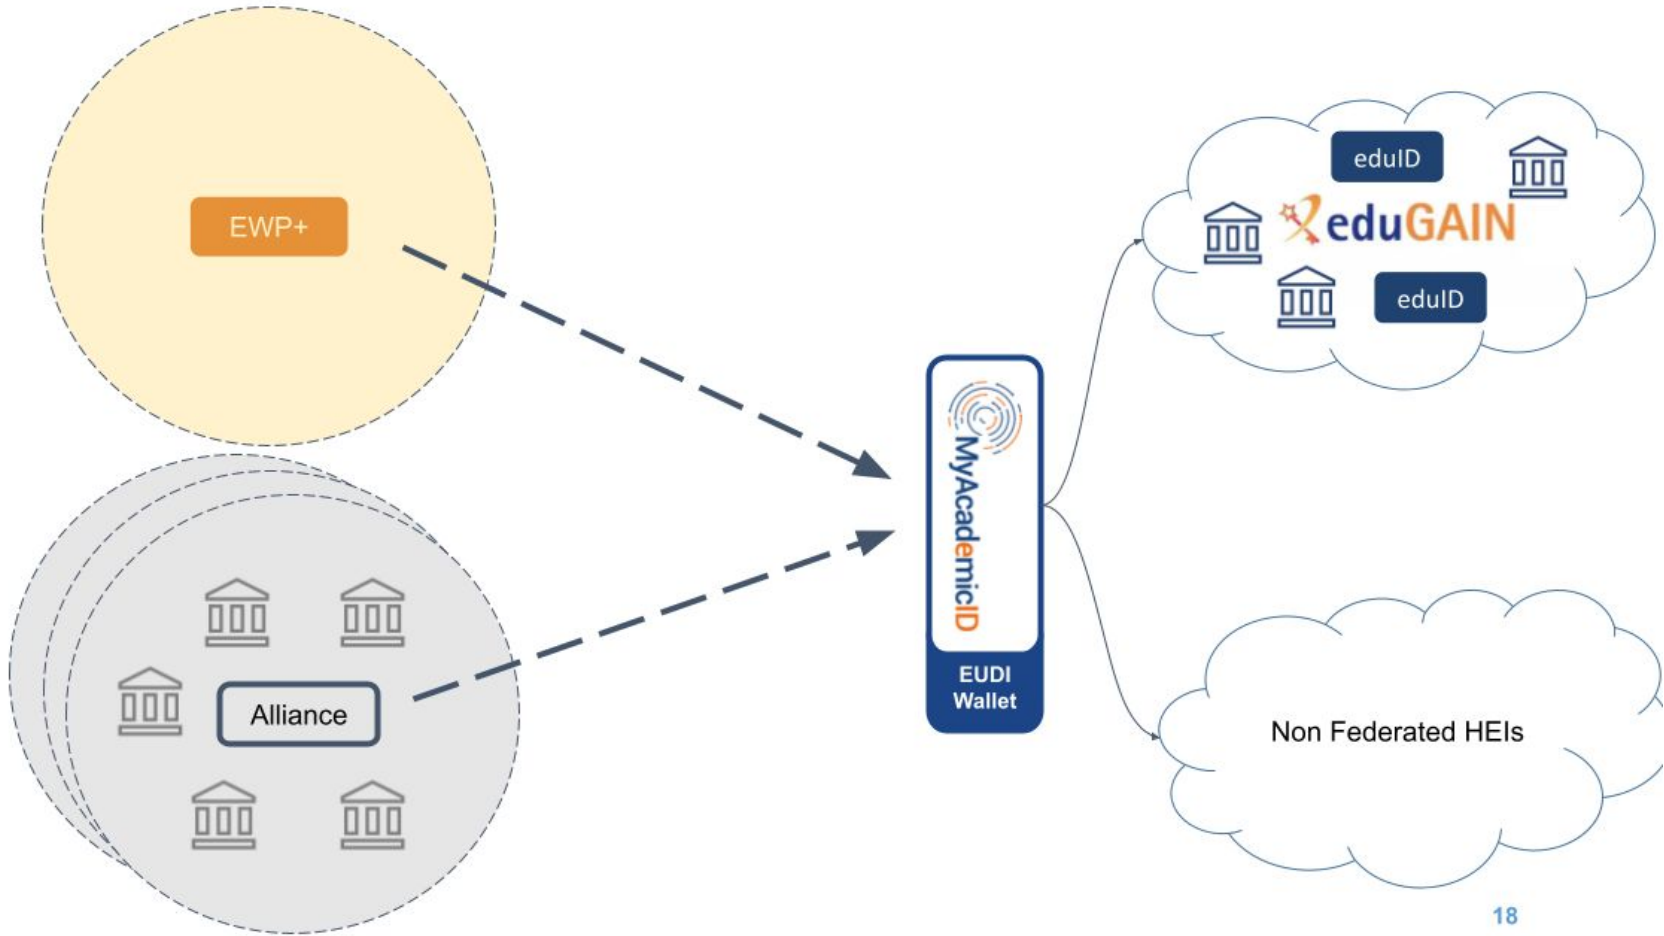 EWP+
Alliance
MyAcademicID
EUDI
Wallet
eduID
eduGAIN
eduID
Non Federated HEIs
18